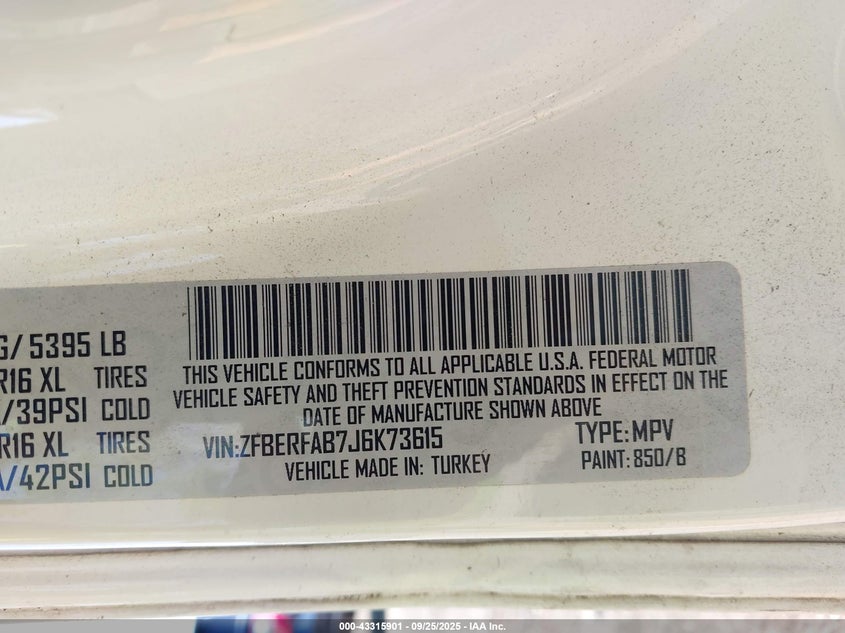 G/ 5395 LB
R16 XL TIRES
/39PSI COLD
R16 XL TIRES
A/42PSI COLD
THIS VEHICLE CONFORMS TO ALL APPLICABLE U.S.A. FEDERAL MOTOR
VEHICLE SAFETY AND THEFT PREVENTION STANDARDS IN EFFECT ON THE
DATE OF MANUFACTURE SHOWN ABOVE
VIN:ZFBERFAB7J6K73615 TYPE:MPV
VEHICLE MADE IN: TURKEY PAINT: 850/B
000-43315901 - 09/25/2025 - IAA Inc.